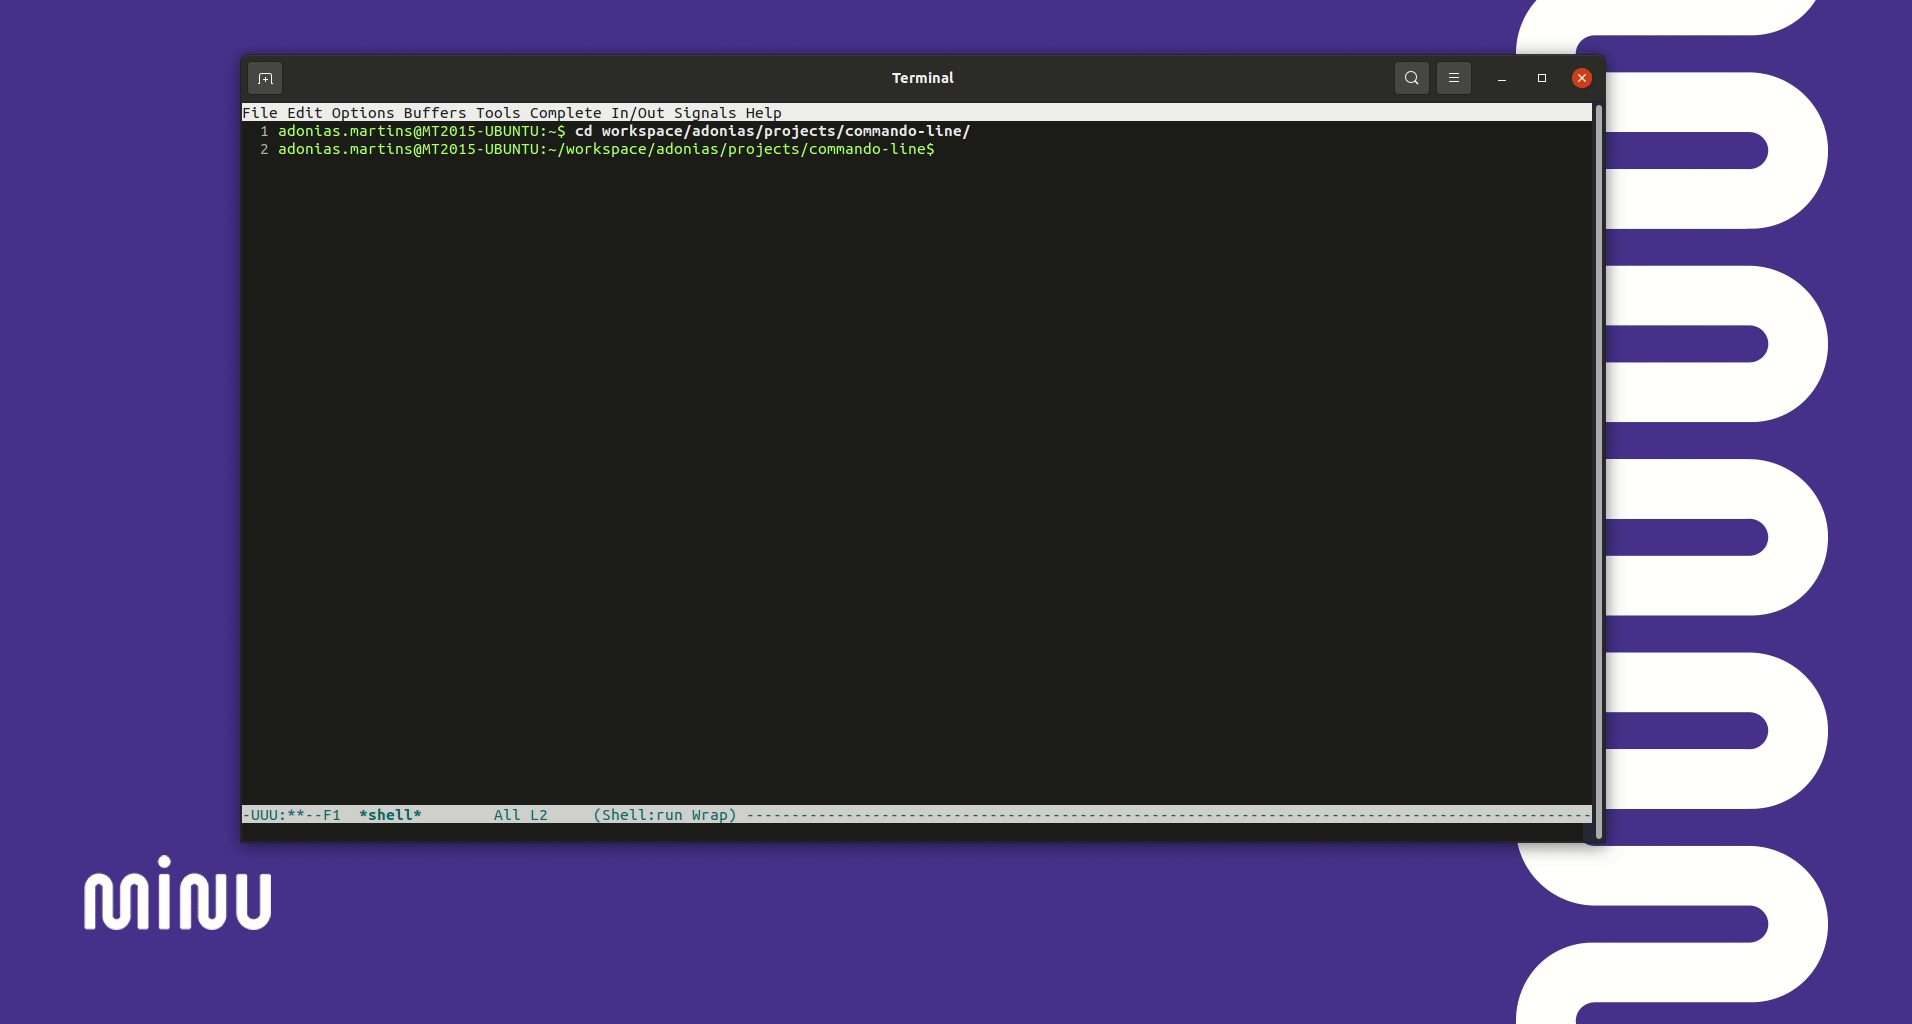 Terminal
File Edit Options Buffers Tools Complete In/Out Signals Help
1 adonias.martins@MT2015-UBUNTU:~$ cd workspace/adonias/projects/commando-line/
2 adonias.martins@MT2015-UBUNTU:~/workspace/adonias/projects/commando-line$
-UUU:**--F1  *shell*        All L2     (Shell:run Wrap) ----------------------------------------------------------------------------------------------
minu